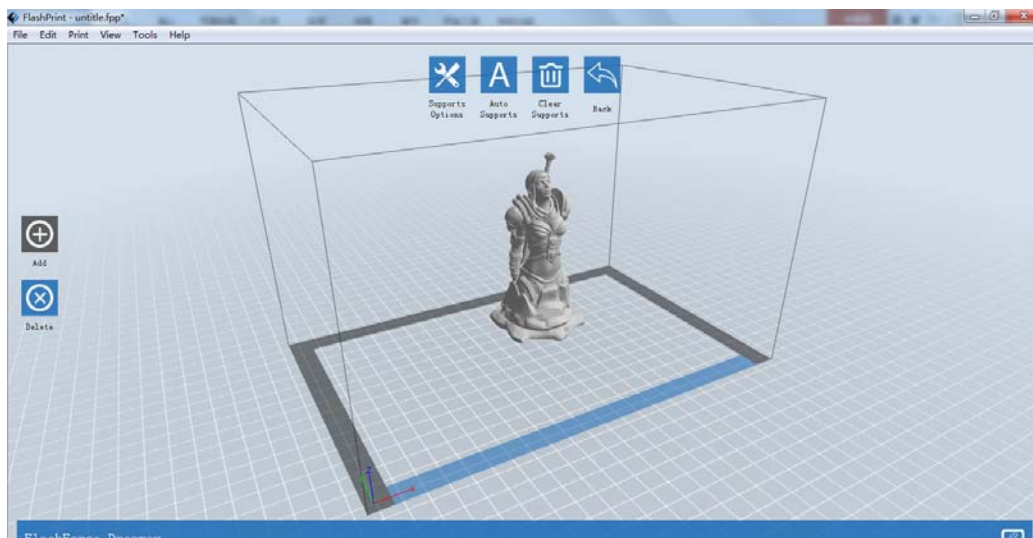 FlashPrint - untitle.fpp*
File Edit Print View Tools Help
Supports Options
A
Auto Supports
Clear Supports
Back
Add
Delete
Z
FlashForge Dreamer